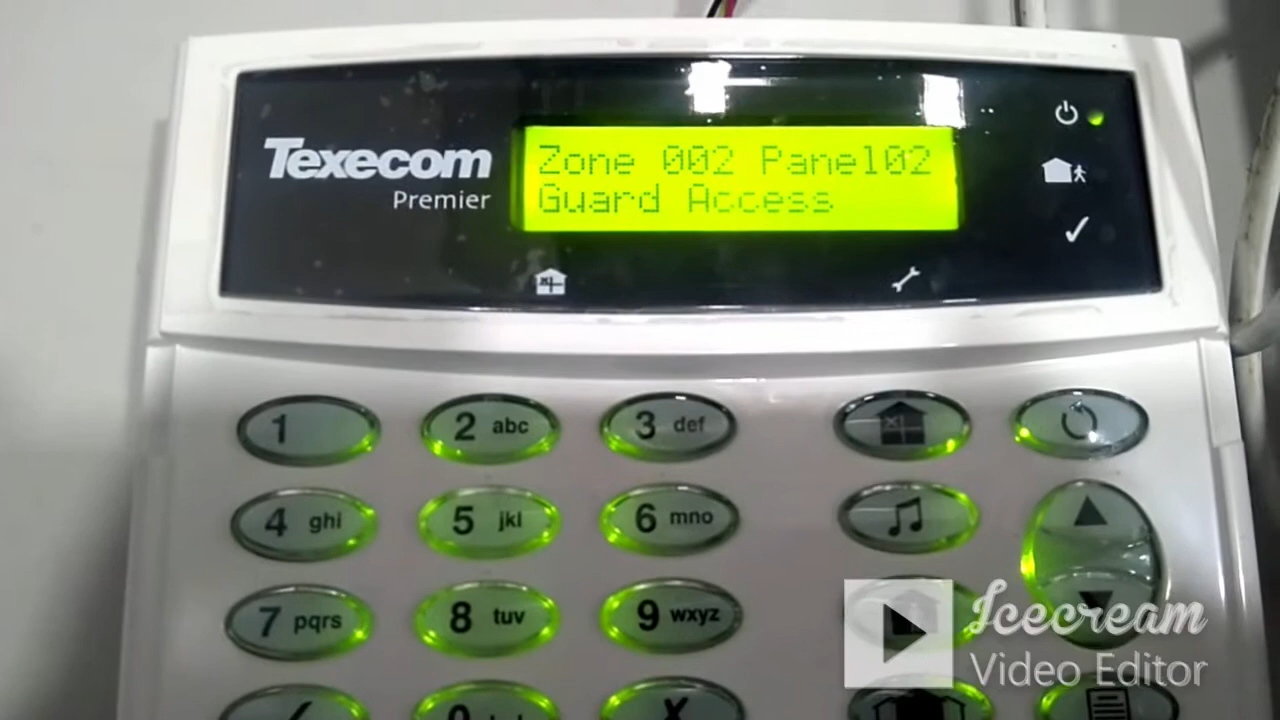 Texecom
Premier
Zone 002 Panel02
Guard Access
1
2 abc
3 def
4 ghi
5 jkl
6 mno
7 pqrs
8 tuv
9 wxyz
Icecream
Video Editor